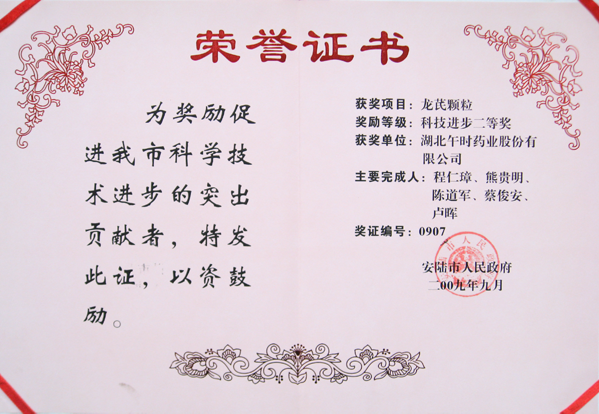 荣誉证书
为奖励促
进我市科学技
术进步的突出
贡献者，特发
此证，以资鼓
励。
获奖项目：龙芪颗粒
奖励等级：科技进步二等奖
获奖单位：湖北午时药业股份有
限公司
主要完成人：程仁璋、熊贵明、
陈道军、蔡俊安、
卢晖
奖证编号：0907
安陆市人民政府
二00九年九月